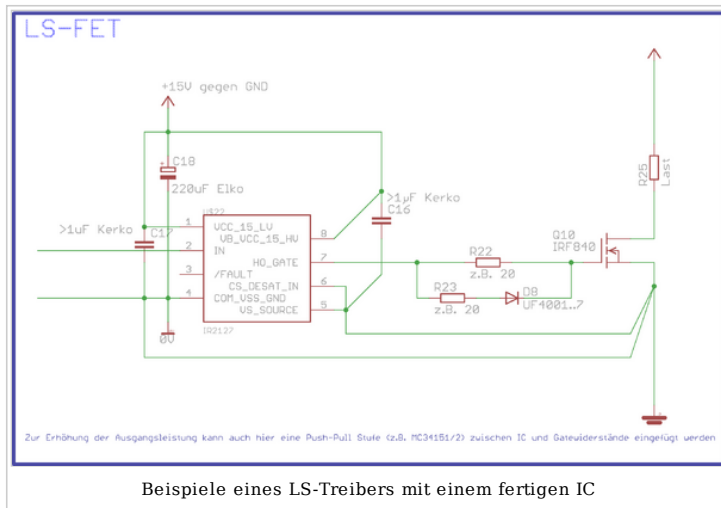 LS-FET
+15V gegen GND
C18
220uF Elko
>1µF Kerko
C16
>1uF Kerko
C17
1
VCC_15_LV
VB_VCC_15_HV
8
2
IN
HO_GATE
7
3
/FAULT
CS_DESAT_IN
6
4
COM_VSS_GND
VS_SOURCE
5
IR2127
0V
R22
z.B. 20
R23
z.B. 20
D8
UF4001..7
Q10
IRF840
R25
Last
Zur Erhöhung der Ausgangsleistung kann auch hier eine Push-Pull Stufe (z.B. MC34151/2) zwischen IC und Gatewiderstände eingefügt werden
Beispiele eines LS-Treibers mit einem fertigen IC